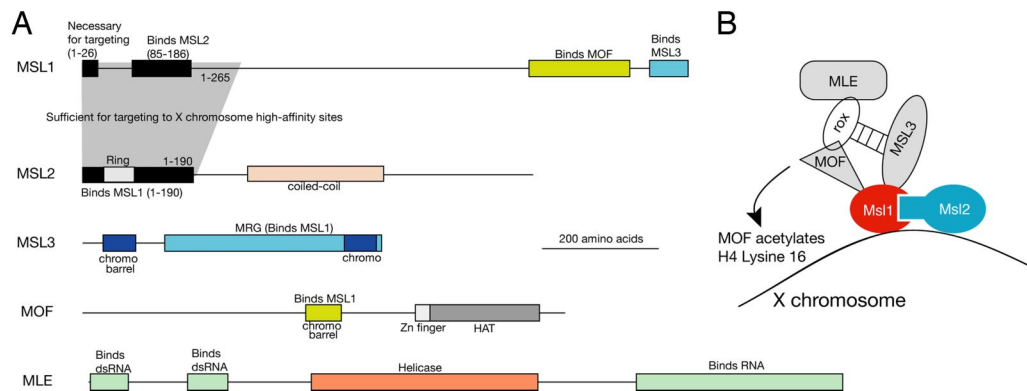 A
B
Necessary
for targeting
(1-26)
Binds MSL2
(85-186)
Binds
MSL3
MSL1
Binds MOF
1-265
Sufficient for targeting to X chromosome high-affinity sites
Ring
1-190
MSL2
Binds MSL1 (1-190)
coiled-coil
MSL3
MRG (Binds MSL1)
chromo
barrel
chromo
200 amino acids
Binds MSL1
MOF
chromo
barrel
Zn finger
HAT
Binds
dsRNA
Binds
dsRNA
MLE
Helicase
Binds RNA
MLE
rox
MSL3
MOF
Msl1
Msl2
MOF acetylates
H4 Lysine 16
X chromosome